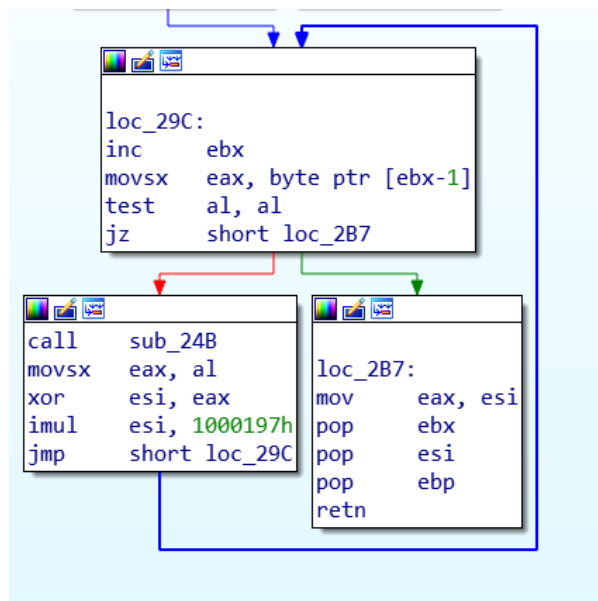 loc_29C:
inc ebx
movsx eax, byte ptr [ebx-1]
test al, al
jz short loc_2B7
call sub_24B
movsx eax, al
xor esi, eax
imul esi, 1000197h
jmp short loc_29C
loc_2B7:
mov eax, esi
pop ebx
pop esi
pop ebp
retn